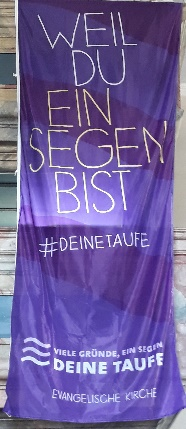 WEIL
DU
EIN
SEGEN
BIST
#DEINETAUFE
VIELE GRÜNDE, EIN SEGEN.
DEINE TAUFE
EVANGELISCHE KIRCHE